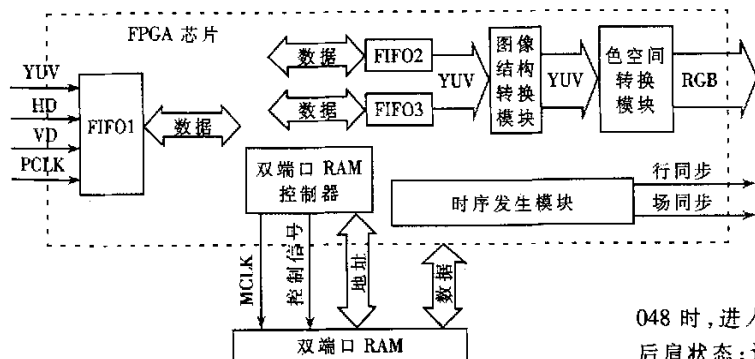 FPGA 芯片
YUV
HD
VD
PCLK
FIFO1
数据
数据
FIFO2
数据
FIFO3
YUV
图像
结构
转换
模块
YUV
色空间
转换
模块
RGB
双端口 RAM
控制器
时序发生模块
行同步
场同步
MCLK
控制信号
地址
数据
双端口 RAM
048 时,进入
后肩状态;